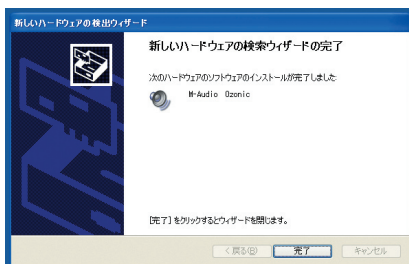 新しいハードウェアの検出ウィザード
新しいハードウェアの検索ウィザードの完了
次のハードウェアのソフトウェアのインストールが完了しました:
M-Audio Ozonic
[完了] をクリックするとウィザードを閉じます。
< 戻る(B) 完了 キャンセル